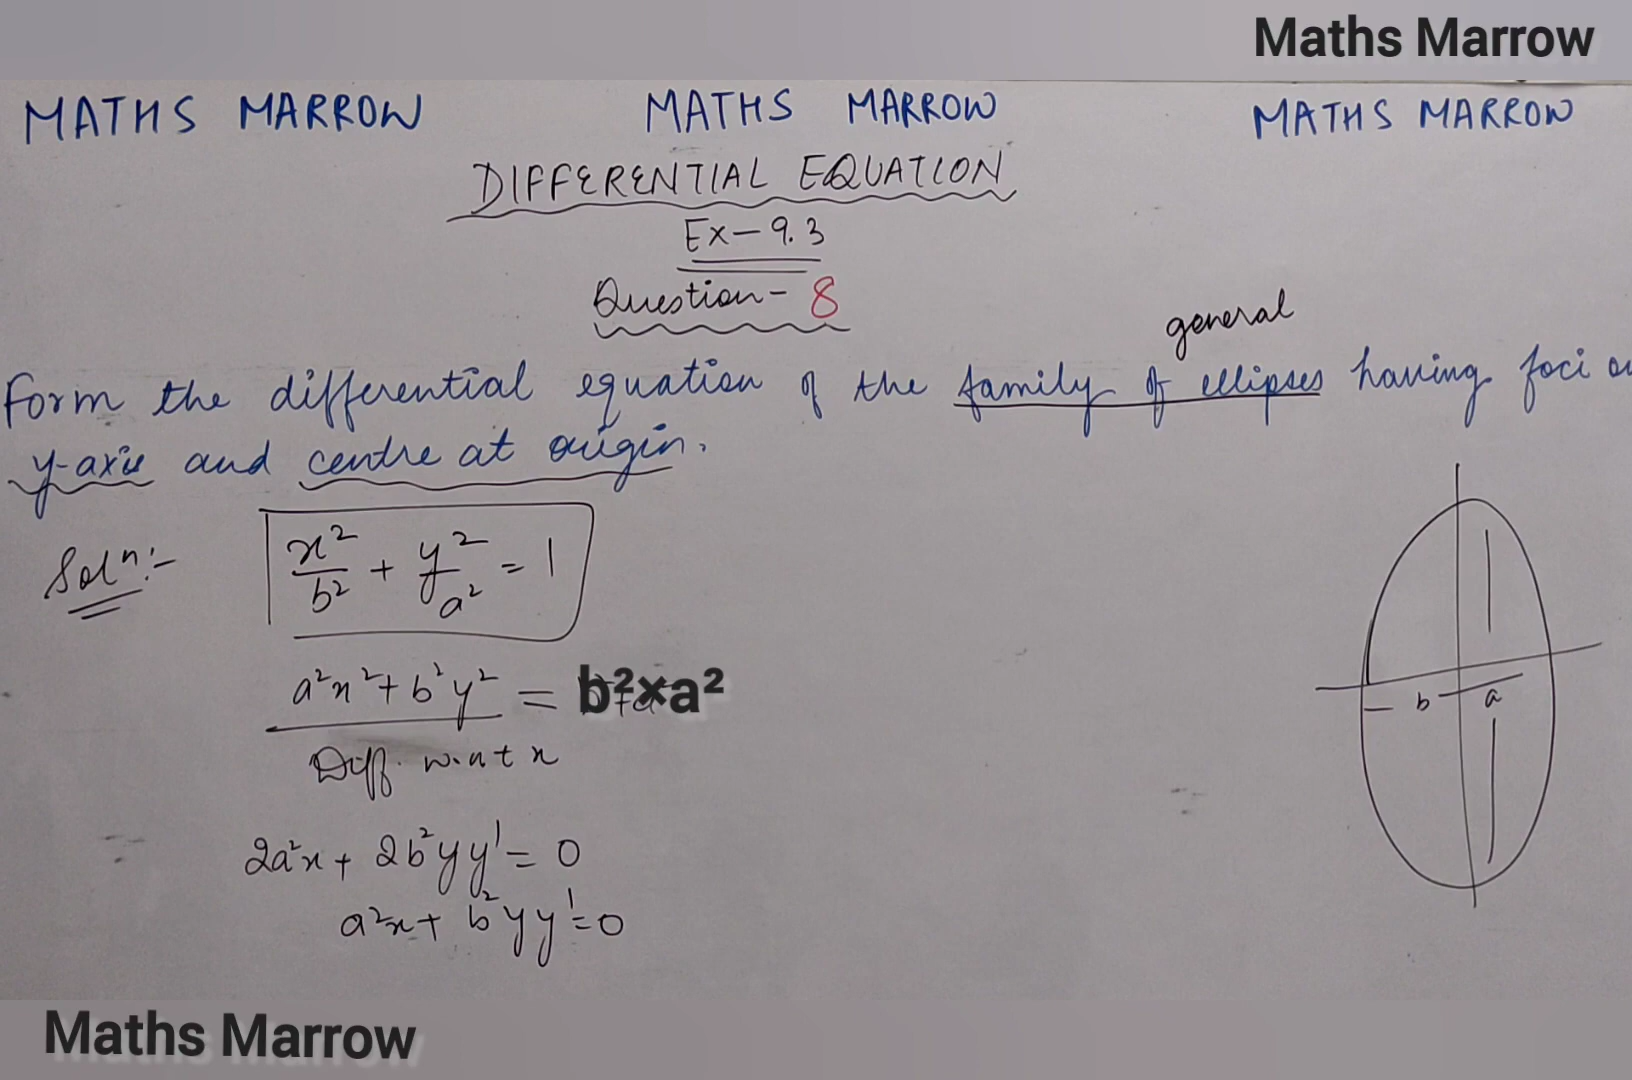 Maths Marrow
MATHS MARROW MATHS MARROW MATHS MARROW
DIFFERENTIAL EQUATION
Ex-9.3
Question-8
general
Form the differential equation of the family of ellipses having foci on
y-axis and centre at origin.
Solⁿ:- x²/b² + y²/a² = 1
a²x² + b²y² = b²×a²
Diff. w.r.t x
2a²x + 2b²yy' = 0
a²x + b²yy' = 0
b a
Maths Marrow